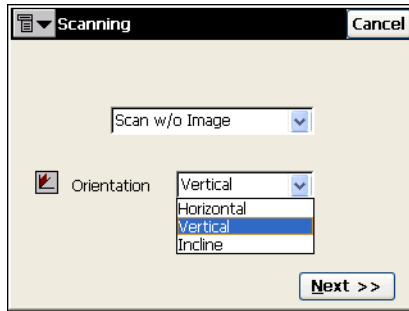 Scanning Cancel
Scan w/o Image
Orientation Vertical
Horizontal
Vertical
Incline
Next >>